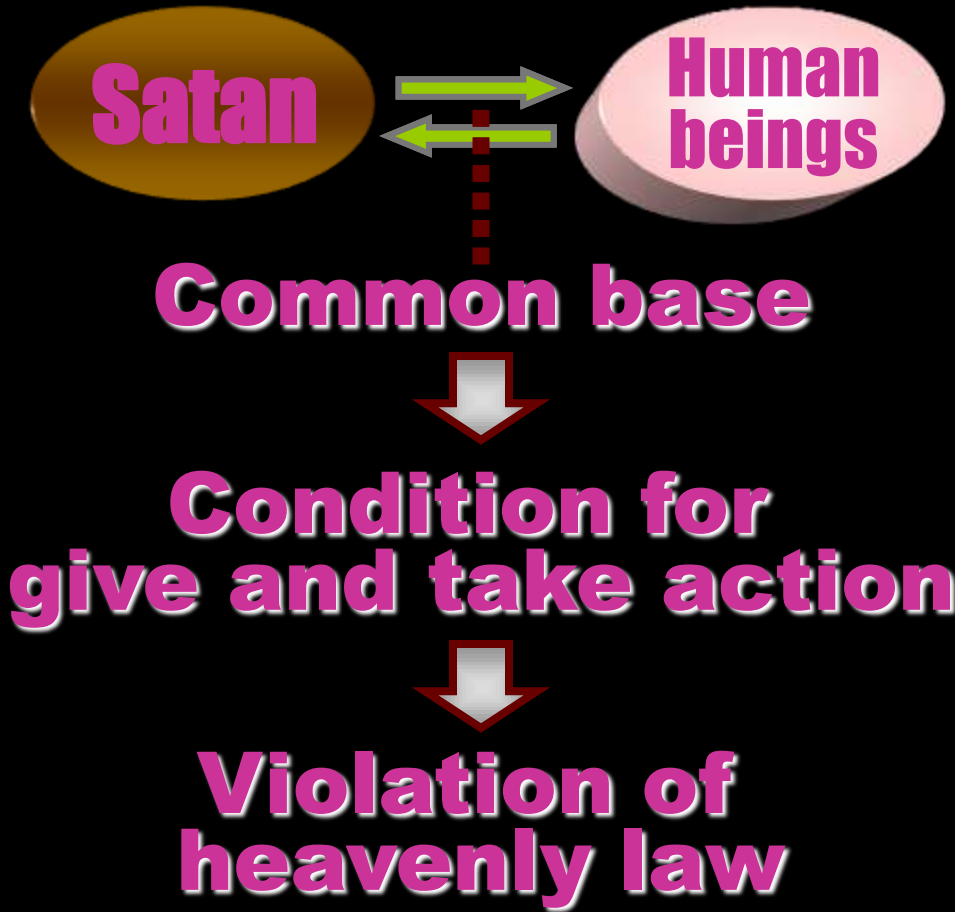 Satan
Human
beings
Common base
Condition for
give and take action
Violation of
heavenly law